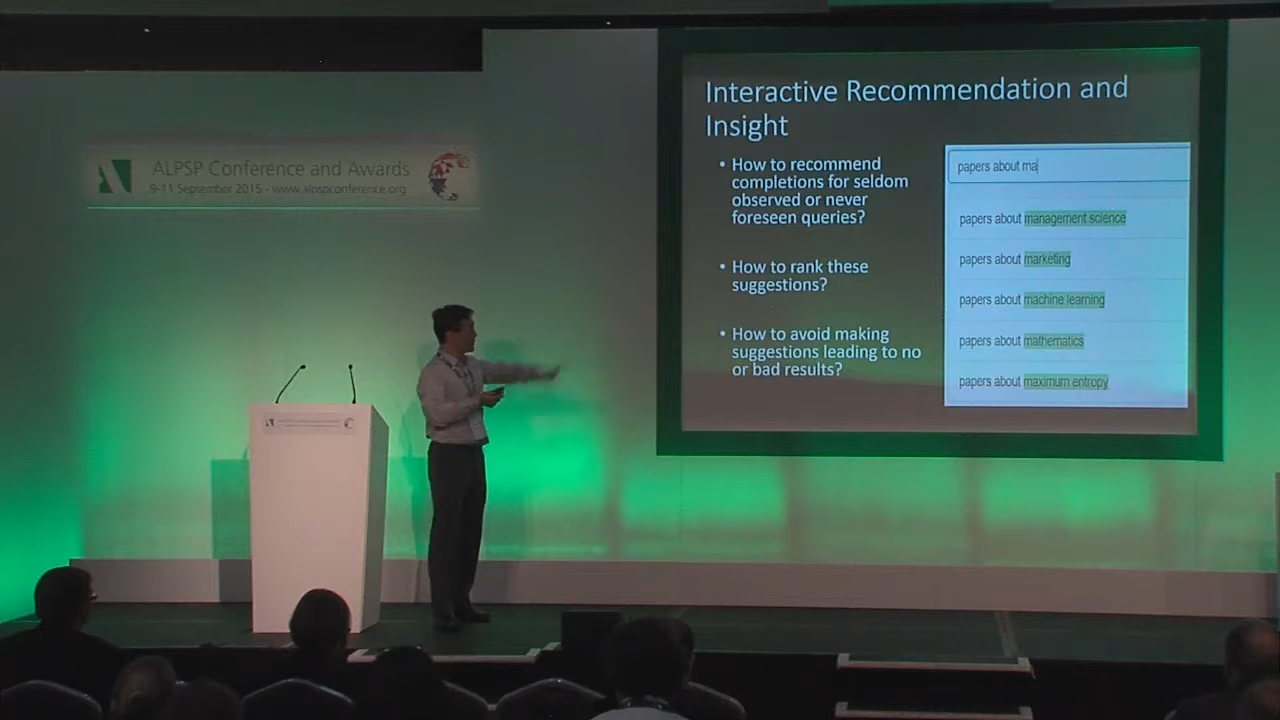 ALPSP Conference and Awards
9-11 September 2015 - www.alpspconference.org
Interactive Recommendation and
Insight
• How to recommend
completions for seldom
observed or never
foreseen queries?
• How to rank these
suggestions?
• How to avoid making
suggestions leading to no
or bad results?
papers about ma
papers about management science
papers about marketing
papers about machine learning
papers about mathematics
papers about maximum entropy